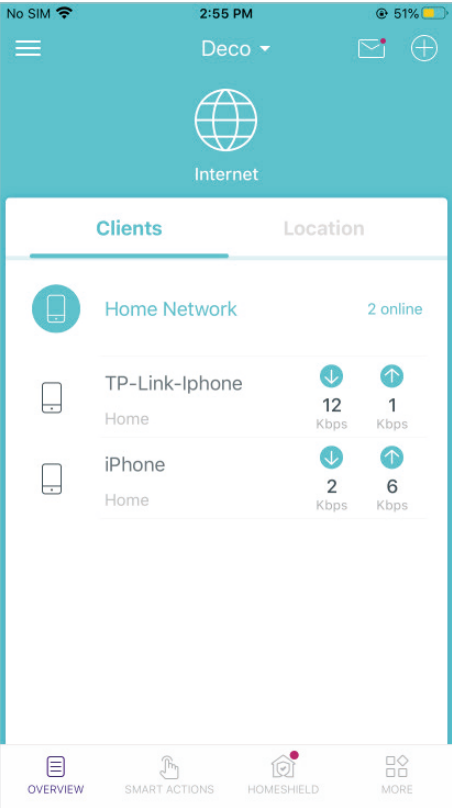 No SIM 2:55 PM 51%
Deco
Internet
Clients Location
Home Network 2 online
TP-Link-Iphone
12 1
Home Kbps Kbps
iPhone
2 6
Home Kbps Kbps
OVERVIEW SMART ACTIONS HOMESHIELD MORE